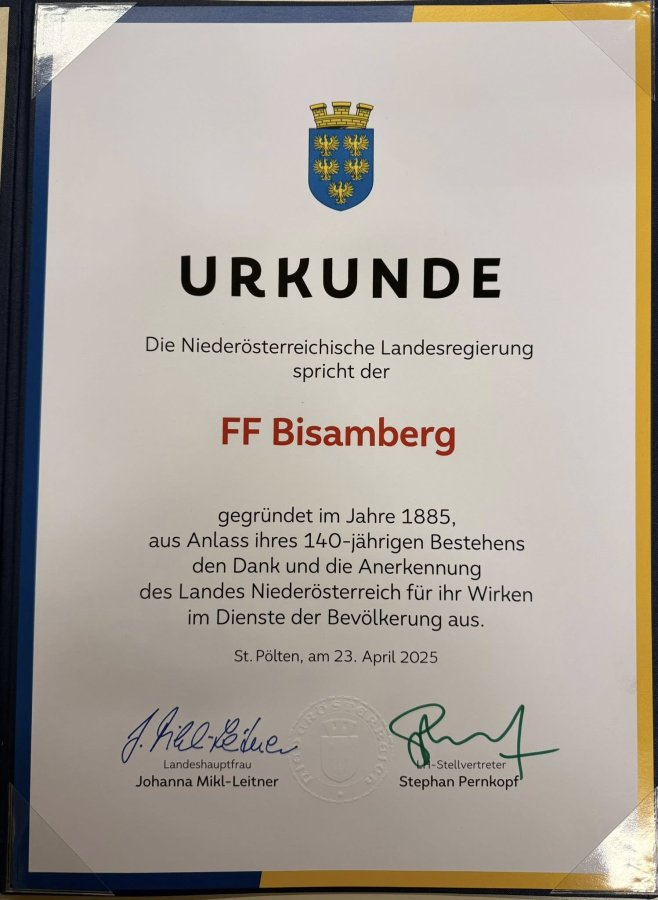 URKUNDE
Die Niederösterreichische Landesregierung
spricht der
FF Bisamberg
gegründet im Jahre 1885,
aus Anlass ihres 140-jährigen Bestehens
den Dank und die Anerkennung
des Landes Niederösterreich für ihr Wirken
im Dienste der Bevölkerung aus.
St. Pölten, am 23. April 2025
J. Mikl-Leitner
Landeshauptfrau
Johanna Mikl-Leitner
LH-Stellvertreter
Stephan Pernkopf